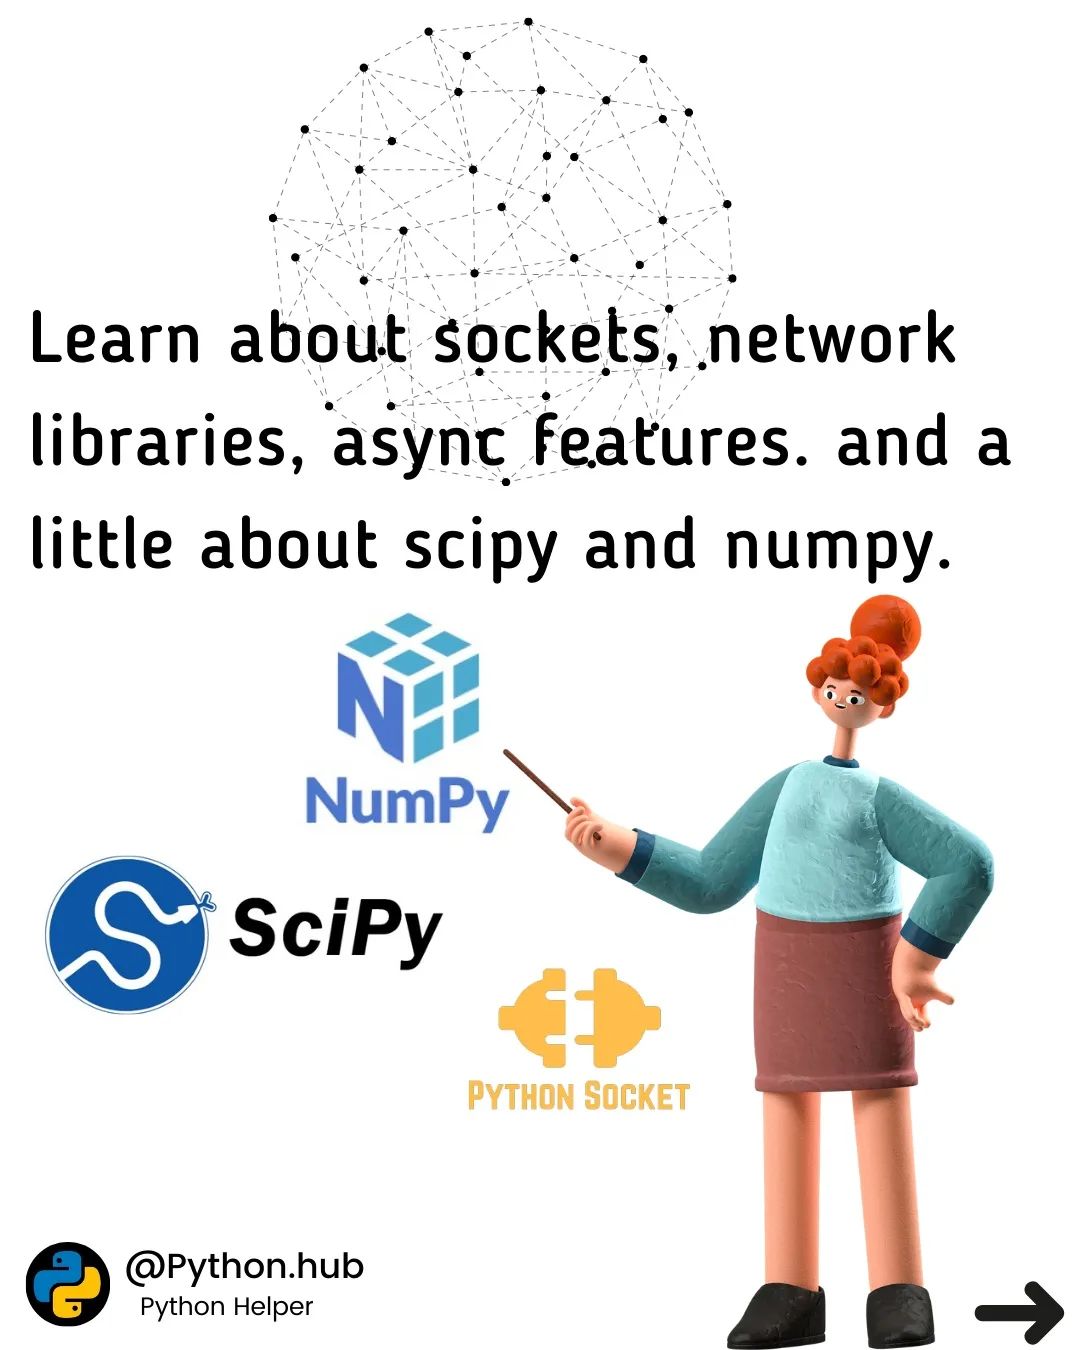 Learn about sockets, network
libraries, async features. and a
little about scipy and numpy.
NumPy
SciPy
PYTHON SOCKET
@Python.hub
Python Helper